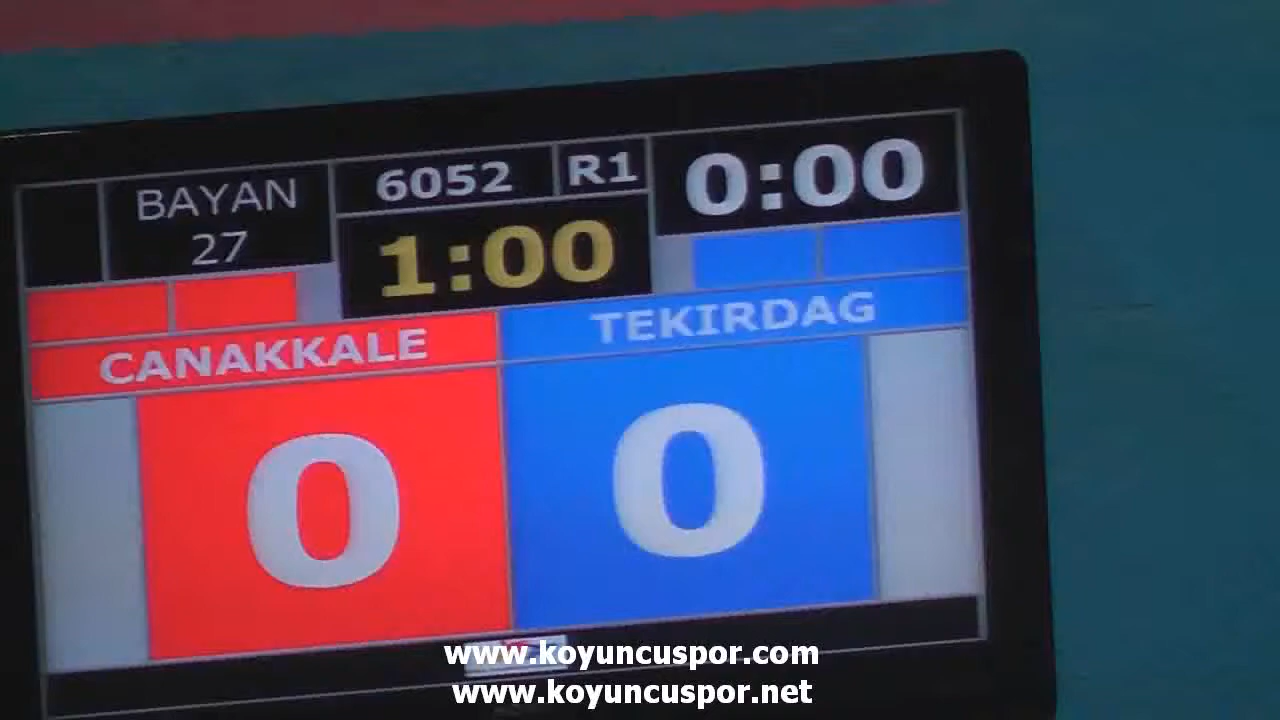 BAYAN
27
6052
R1
0:00
1:00
CANAKKALE
TEKIRDAG
0
0
www.koyuncuspor.com
www.koyuncuspor.net